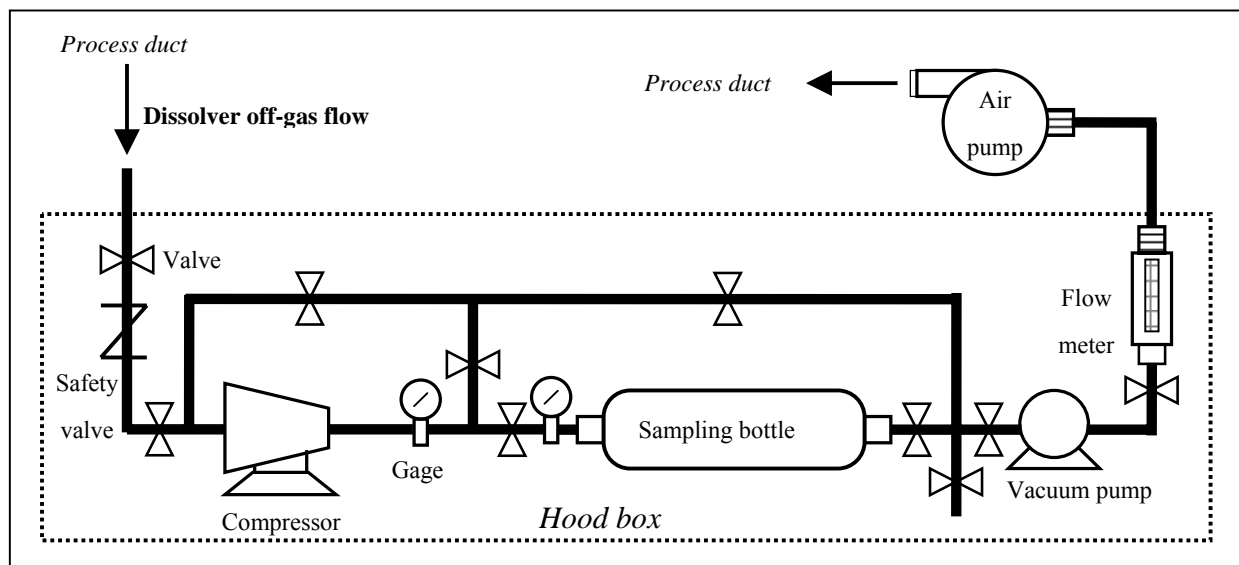 Process duct
Dissolver off-gas flow
Process duct
Air
pump
Valve
Safety
valve
Flow
meter
Gage
Sampling bottle
Compressor
Vacuum pump
Hood box